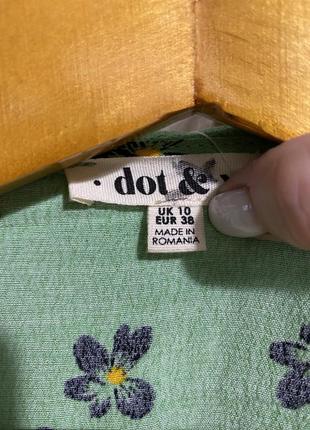 · dot &
UK 10
EUR 38
MADE IN
ROMANIA